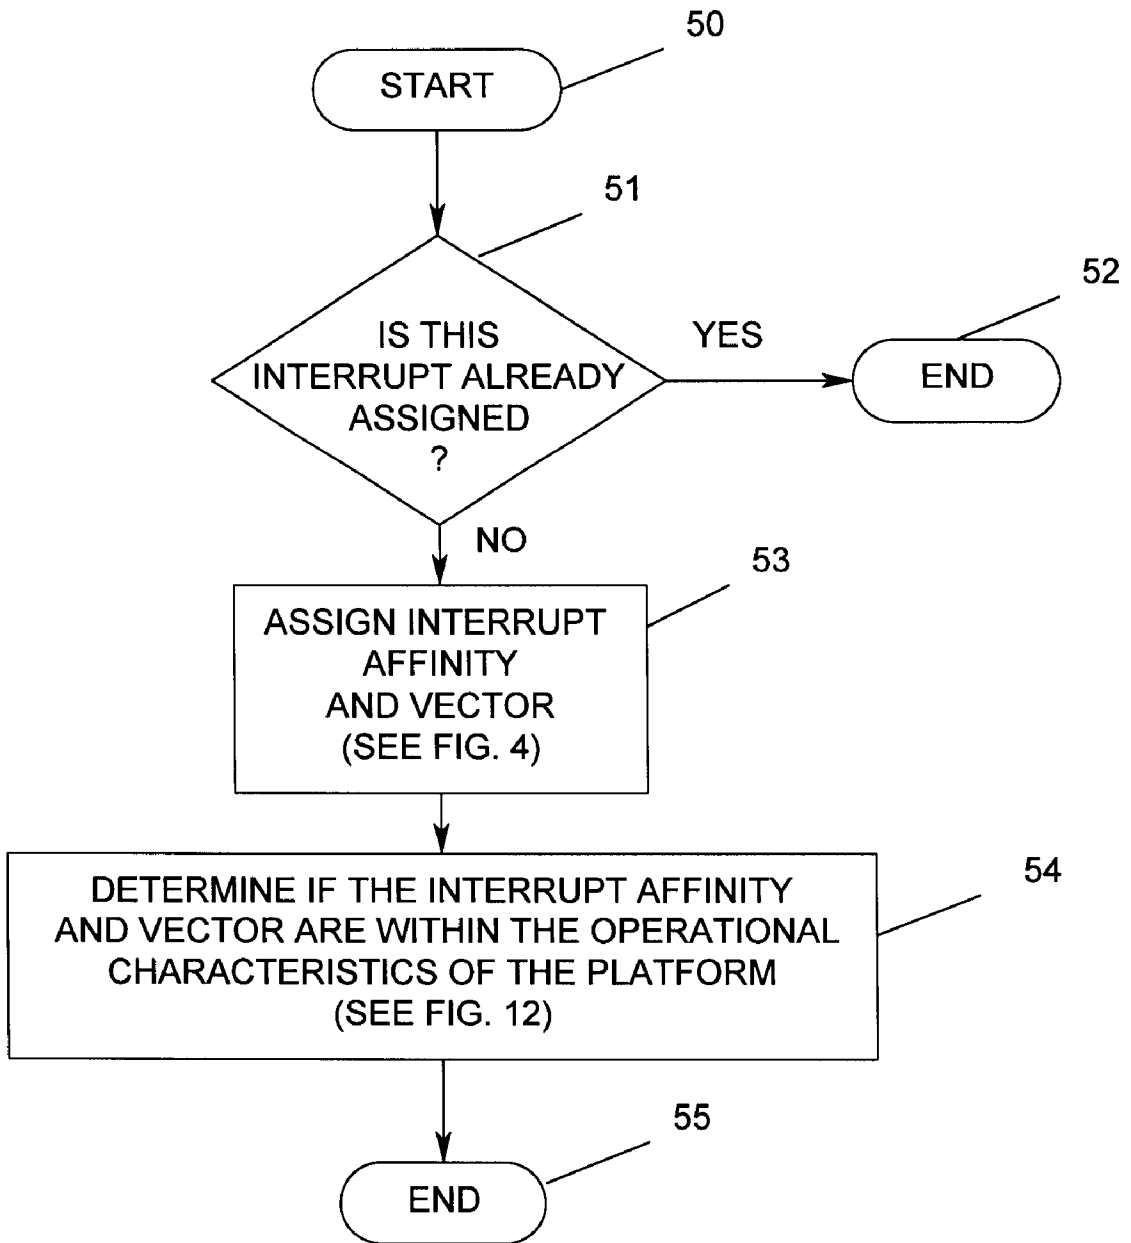 50
START
51
IS THIS
INTERRUPT ALREADY
ASSIGNED
?
YES
52
END
NO
53
ASSIGN INTERRUPT
AFFINITY
AND VECTOR
(SEE FIG. 4)
54
DETERMINE IF THE INTERRUPT AFFINITY
AND VECTOR ARE WITHIN THE OPERATIONAL
CHARACTERISTICS OF THE PLATFORM
(SEE FIG. 12)
55
END